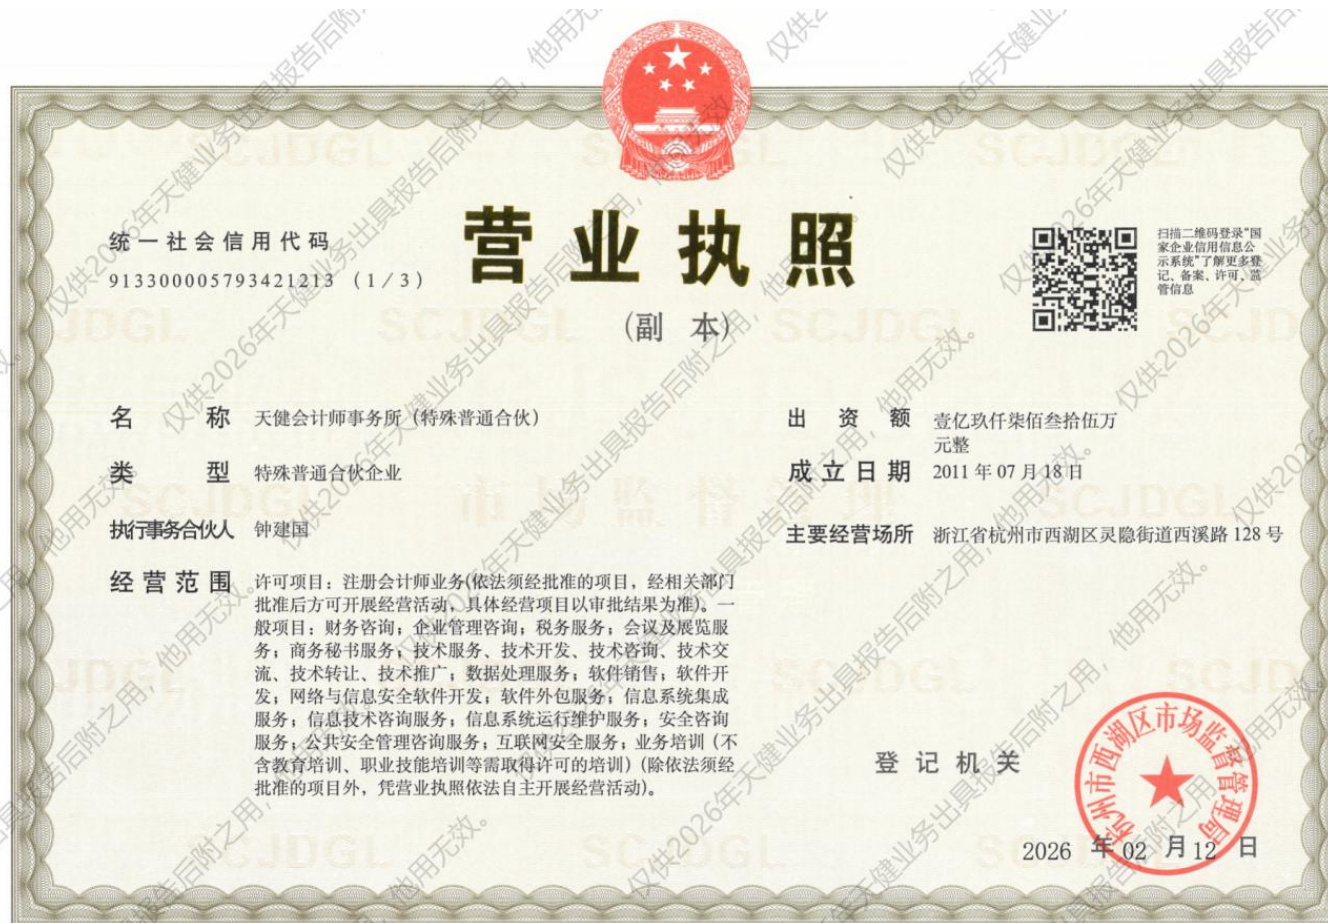 营业执照
(副 本)
统一社会信用代码
913300005793421213 (1/3)
扫描二维码登录“国
家企业信用信息公
示系统”了解更多登
记、备案、许可、监
管信息
名 称 天健会计师事务所（特殊普通合伙）
类 型 特殊普通合伙企业
执行事务合伙人 钟建国
经营范围 许可项目：注册会计师业务(依法须经批准的项目，经相关部门
批准后方可开展经营活动，具体经营项目以审批结果为准)。一
般项目：财务咨询；企业管理咨询；税务服务；会议及展览服
务；商务秘书服务；技术服务、技术开发、技术咨询、技术交
流、技术转让、技术推广；数据处理服务；软件销售；软件开
发；网络与信息安全软件开发；软件外包服务；信息系统集成
服务；信息技术咨询服务；信息系统运行维护服务；安全咨询
服务；公共安全管理咨询服务；互联网安全服务；业务培训（不
含教育培训、职业技能培训等需取得许可的培训）(除依法须经
批准的项目外，凭营业执照依法自主开展经营活动)。
出 资 额 壹亿玖仟柒佰叁拾伍万
元整
成立日期 2011 年 07 月 18 日
主要经营场所 浙江省杭州市西湖区灵隐街道西溪路 128 号
登记机关
杭州市西湖区市场监督管理局
2026 年 02 月 12 日
仅供2026年天健业务出具报告后附之用，他用无效。
SCJDGL
市场监督管理